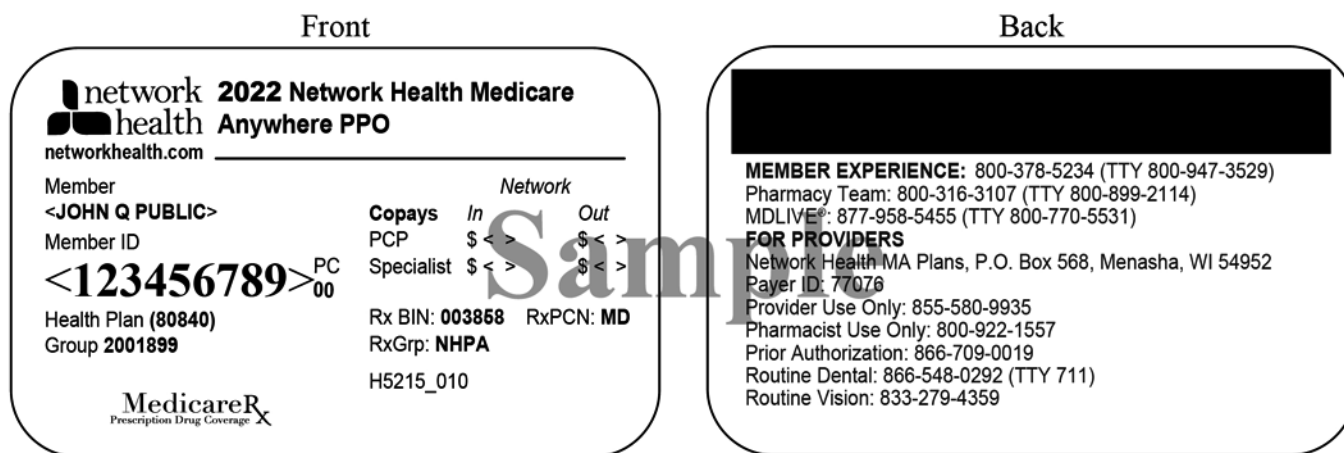 Front
network health
networkhealth.com
2022 Network Health Medicare
Anywhere PPO
Member
<JOHN Q PUBLIC>
Member ID
<123456789> PC 00
Health Plan (80840)
Group 2001899
MedicareRx
Prescription Drug Coverage
Network
Copays In Out
PCP $ < > $ < >
Specialist $ < > $ < >
Rx BIN: 003858 RxPCN: MD
RxGrp: NHPA
H5215_010
Sample
Back
MEMBER EXPERIENCE: 800-378-5234 (TTY 800-947-3529)
Pharmacy Team: 800-316-3107 (TTY 800-899-2114)
MDLIVE®: 877-958-5455 (TTY 800-770-5531)
FOR PROVIDERS
Network Health MA Plans, P.O. Box 568, Menasha, WI 54952
Payer ID: 77076
Provider Use Only: 855-580-9935
Pharmacist Use Only: 800-922-1557
Prior Authorization: 866-709-0019
Routine Dental: 866-548-0292 (TTY 711)
Routine Vision: 833-279-4359